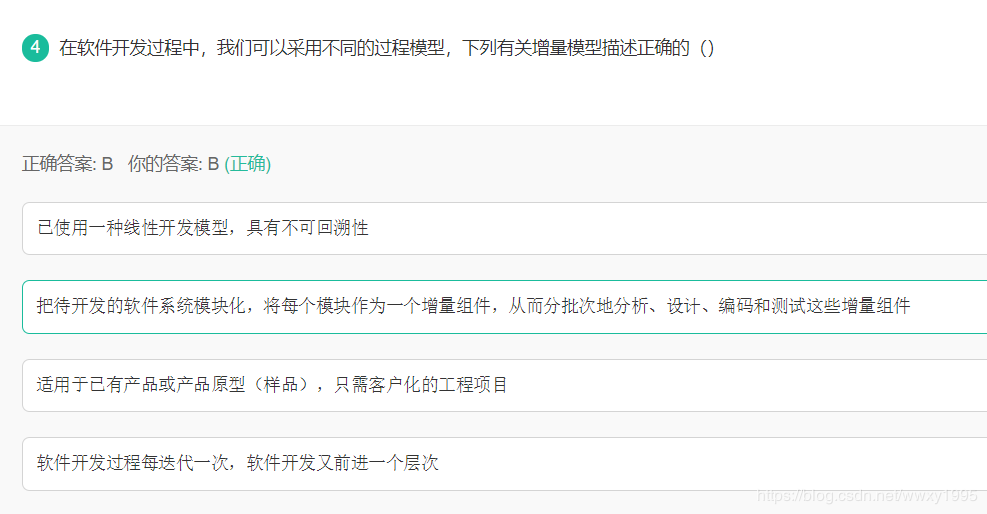 4 在软件开发过程中，我们可以采用不同的过程模型，下列有关增量模型描述正确的（）
正确答案: B 你的答案: B (正确)
已使用一种线性开发模型，具有不可回溯性
把待开发的软件系统模块化，将每个模块作为一个增量组件，从而分批次地分析、设计、编码和测试这些增量组件
适用于已有产品或产品原型（样品），只需客户化的工程项目
软件开发过程每迭代一次，软件开发又前进一个层次
https://blog.csdn.net/wwxy1995